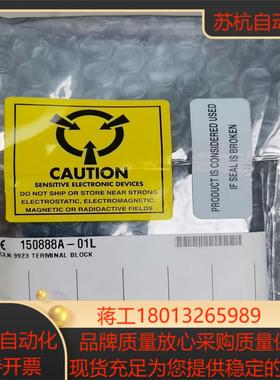 苏杭自动化
CAUTION
SENSITIVE ELECTRONIC DEVICES
DO NOT SHIP OR STORE NEAR STRONG
ELECTROSTATIC, ELECTROMAGNETIC,
MAGNETIC OR RADIOACTIVE FIELDS
PRODUCT IS CONSIDERED USED
IF SEAL IS BROKEN
150888A-01L
9923 TERMINAL BLOCK
蒋工18013265989
自动化
品牌质量放心采购质量保
开票
现货充足为您提供稳定的